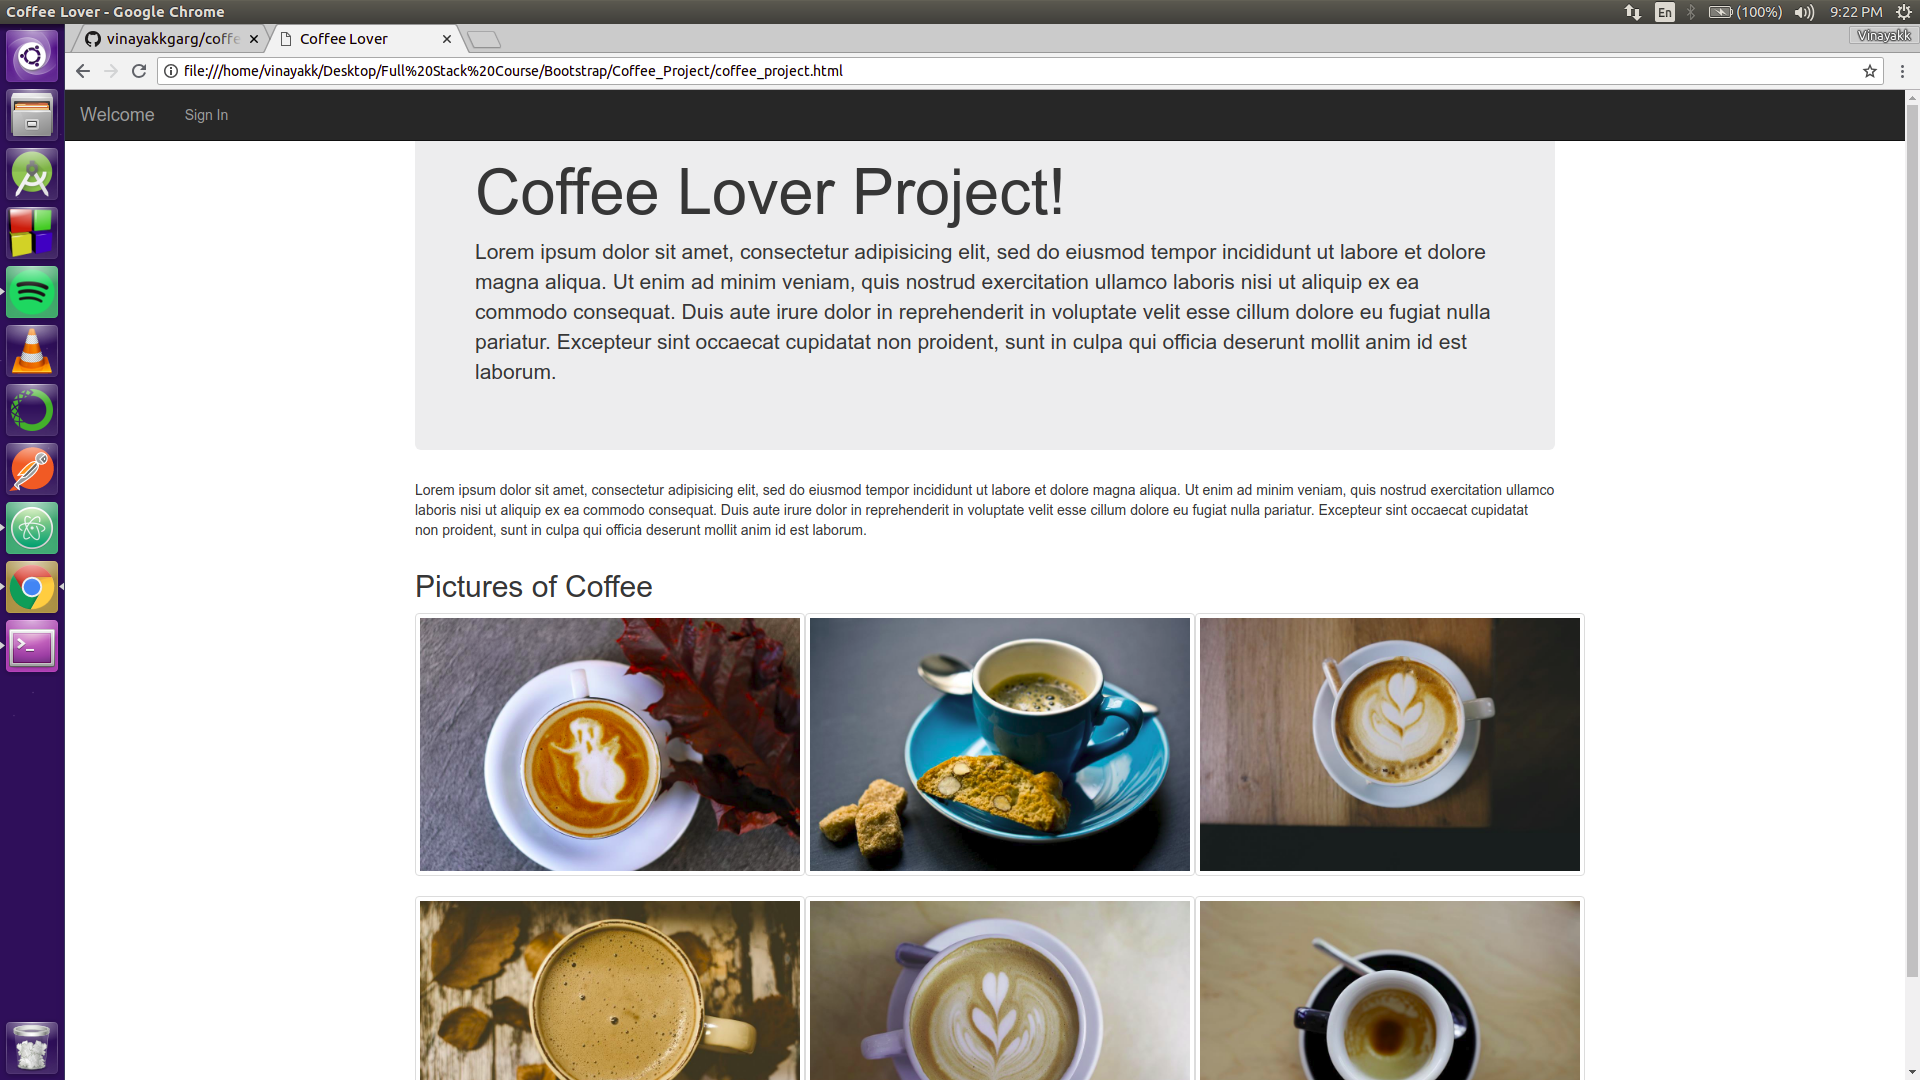 Coffee Lover - Google Chrome
En
(100%)
9:22 PM
vinayakkgarg/coffe
Coffee Lover
Vinayakk
file:///home/vinayakk/Desktop/Full%20Stack%20Course/Bootstrap/Coffee_Project/coffee_project.html
Welcome
Sign In
Coffee Lover Project!
Lorem ipsum dolor sit amet, consectetur adipisicing elit, sed do eiusmod tempor incididunt ut labore et dolore
magna aliqua. Ut enim ad minim veniam, quis nostrud exercitation ullamco laboris nisi ut aliquip ex ea
commodo consequat. Duis aute irure dolor in reprehenderit in voluptate velit esse cillum dolore eu fugiat nulla
pariatur. Excepteur sint occaecat cupidatat non proident, sunt in culpa qui officia deserunt mollit anim id est
laborum.
Lorem ipsum dolor sit amet, consectetur adipisicing elit, sed do eiusmod tempor incididunt ut labore et dolore magna aliqua. Ut enim ad minim veniam, quis nostrud exercitation ullamco
laboris nisi ut aliquip ex ea commodo consequat. Duis aute irure dolor in reprehenderit in voluptate velit esse cillum dolore eu fugiat nulla pariatur. Excepteur sint occaecat cupidatat
non proident, sunt in culpa qui officia deserunt mollit anim id est laborum.
Pictures of Coffee